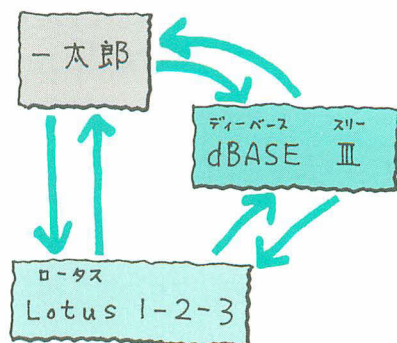 一太郎
ディーベース スリー
dBASE III
ロータス
Lotus 1-2-3